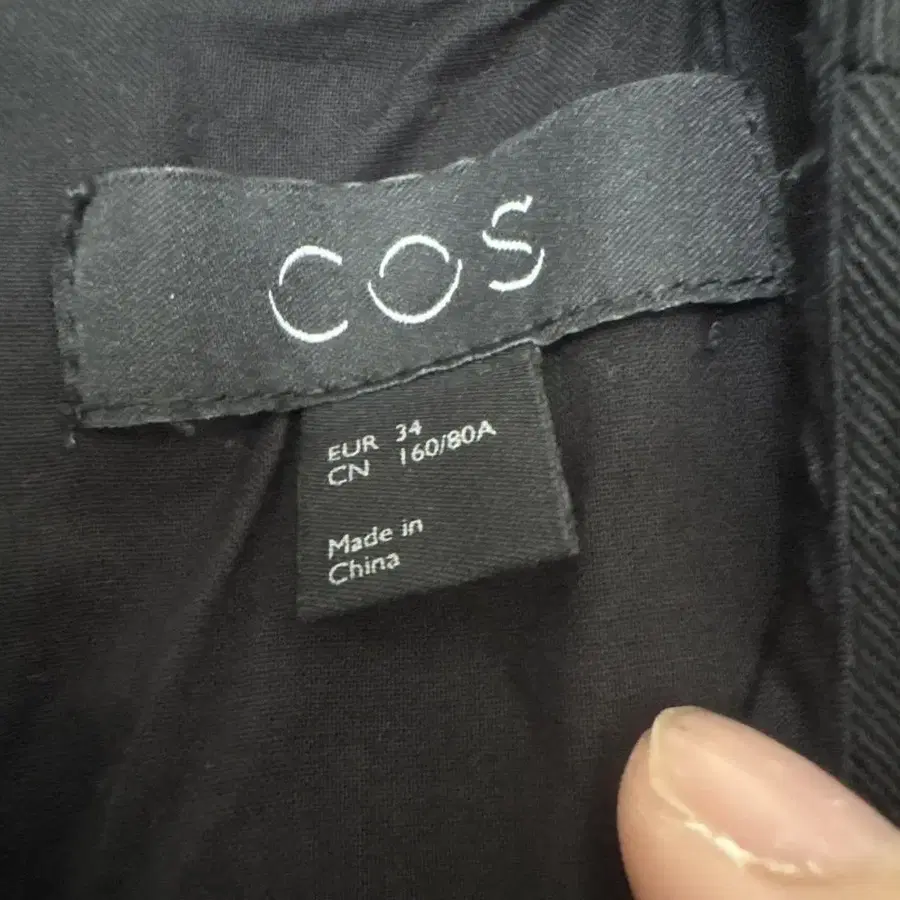 COS
EUR 34
CN 160/80A
Made in
China